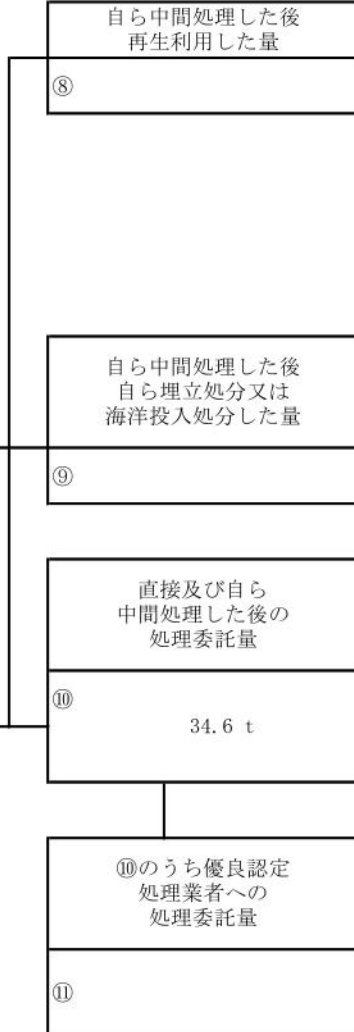 自ら中間処理した後
再生利用した量
⑧
自ら中間処理した後
自ら埋立処分又は
海洋投入処分した量
⑨
直接及び自ら
中間処理した後の
処理委託量
⑩
34.6 t
⑩のうち優良認定
処理業者への
処理委託量
⑪